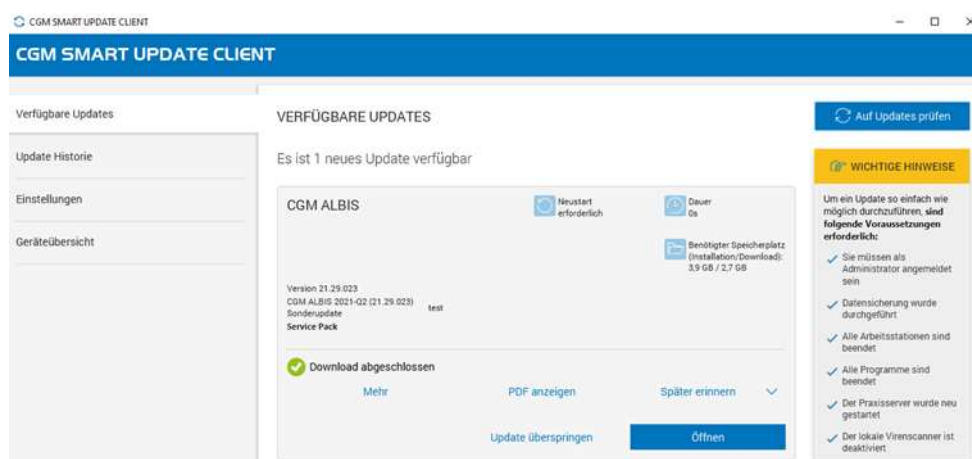 CGM SMART UPDATE CLIENT
CGM SMART UPDATE CLIENT
Verfügbare Updates
Update Historie
Einstellungen
Geräteübersicht
VERFÜGBARE UPDATES
Es ist 1 neues Update verfügbar
CGM ALBIS
Neustart
erforderlich
Dauer
0s
Benötigter Speicherplatz
(Installation/Download):
3,9 GB / 2,7 GB
Version 21.29.023
CGM ALBIS 2021-Q2 (21.29.023)
Sonderupdate
Service Pack
test
Download abgeschlossen
Mehr
PDF anzeigen
Später erinnern
Update überspringen
Öffnen
Auf Updates prüfen
WICHTIGE HINWEISE
Um ein Update so einfach wie
möglich durchzuführen, sind
folgende Voraussetzungen
erforderlich:
Sie müssen als
Administrator angemeldet
sein
Datensicherung wurde
durchgeführt
Alle Arbeitsstationen sind
beendet
Alle Programme sind
beendet
Der Praxisserver wurde neu
gestartet
Der lokale Virenscanner ist
deaktiviert